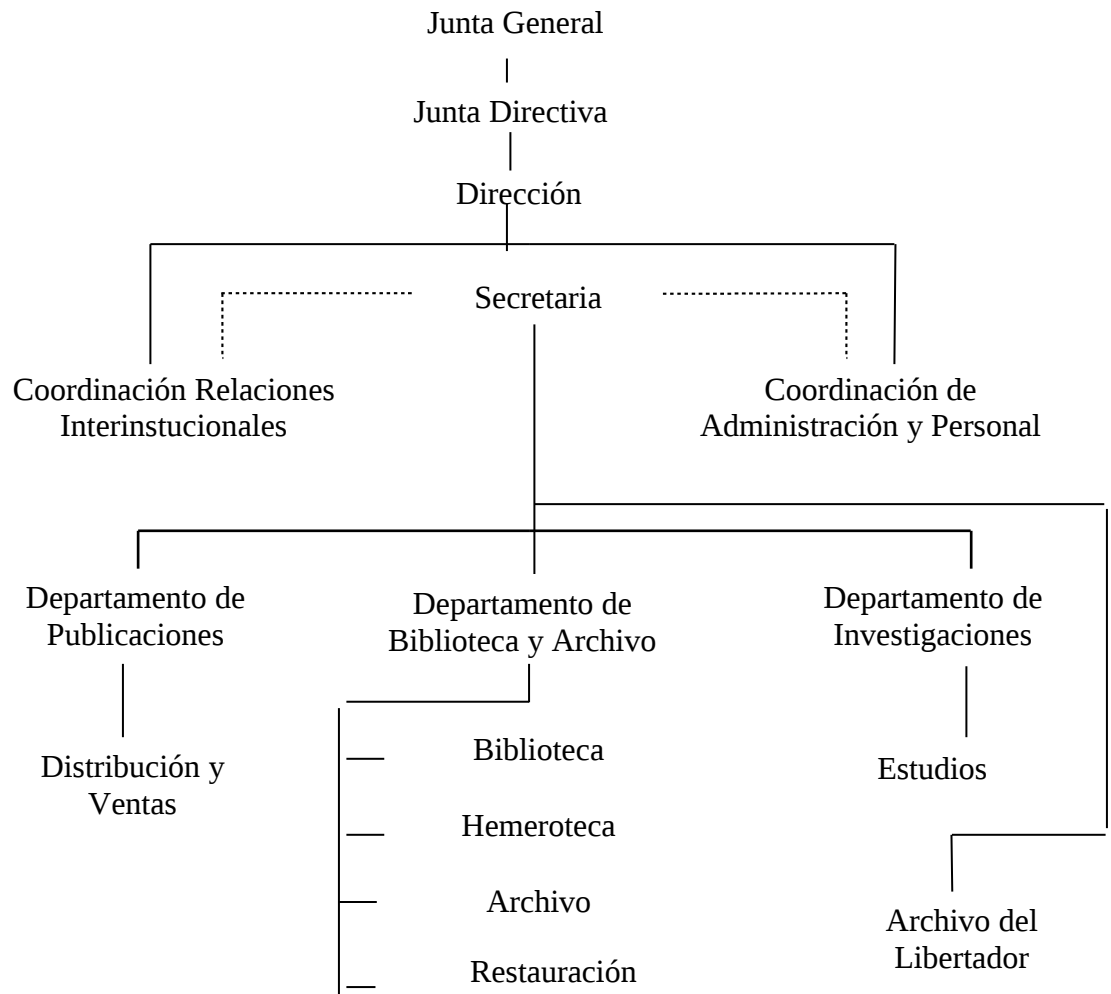 Junta General
Junta Directiva
Dirección
Secretaria
Coordinación Relaciones
Interinstucionales
Coordinación de
Administración y Personal
Departamento de
Publicaciones
Departamento de
Biblioteca y Archivo
Departamento de
Investigaciones
Distribución y
Ventas
Biblioteca
Hemeroteca
Archivo
Restauración
Estudios
Archivo del
Libertador